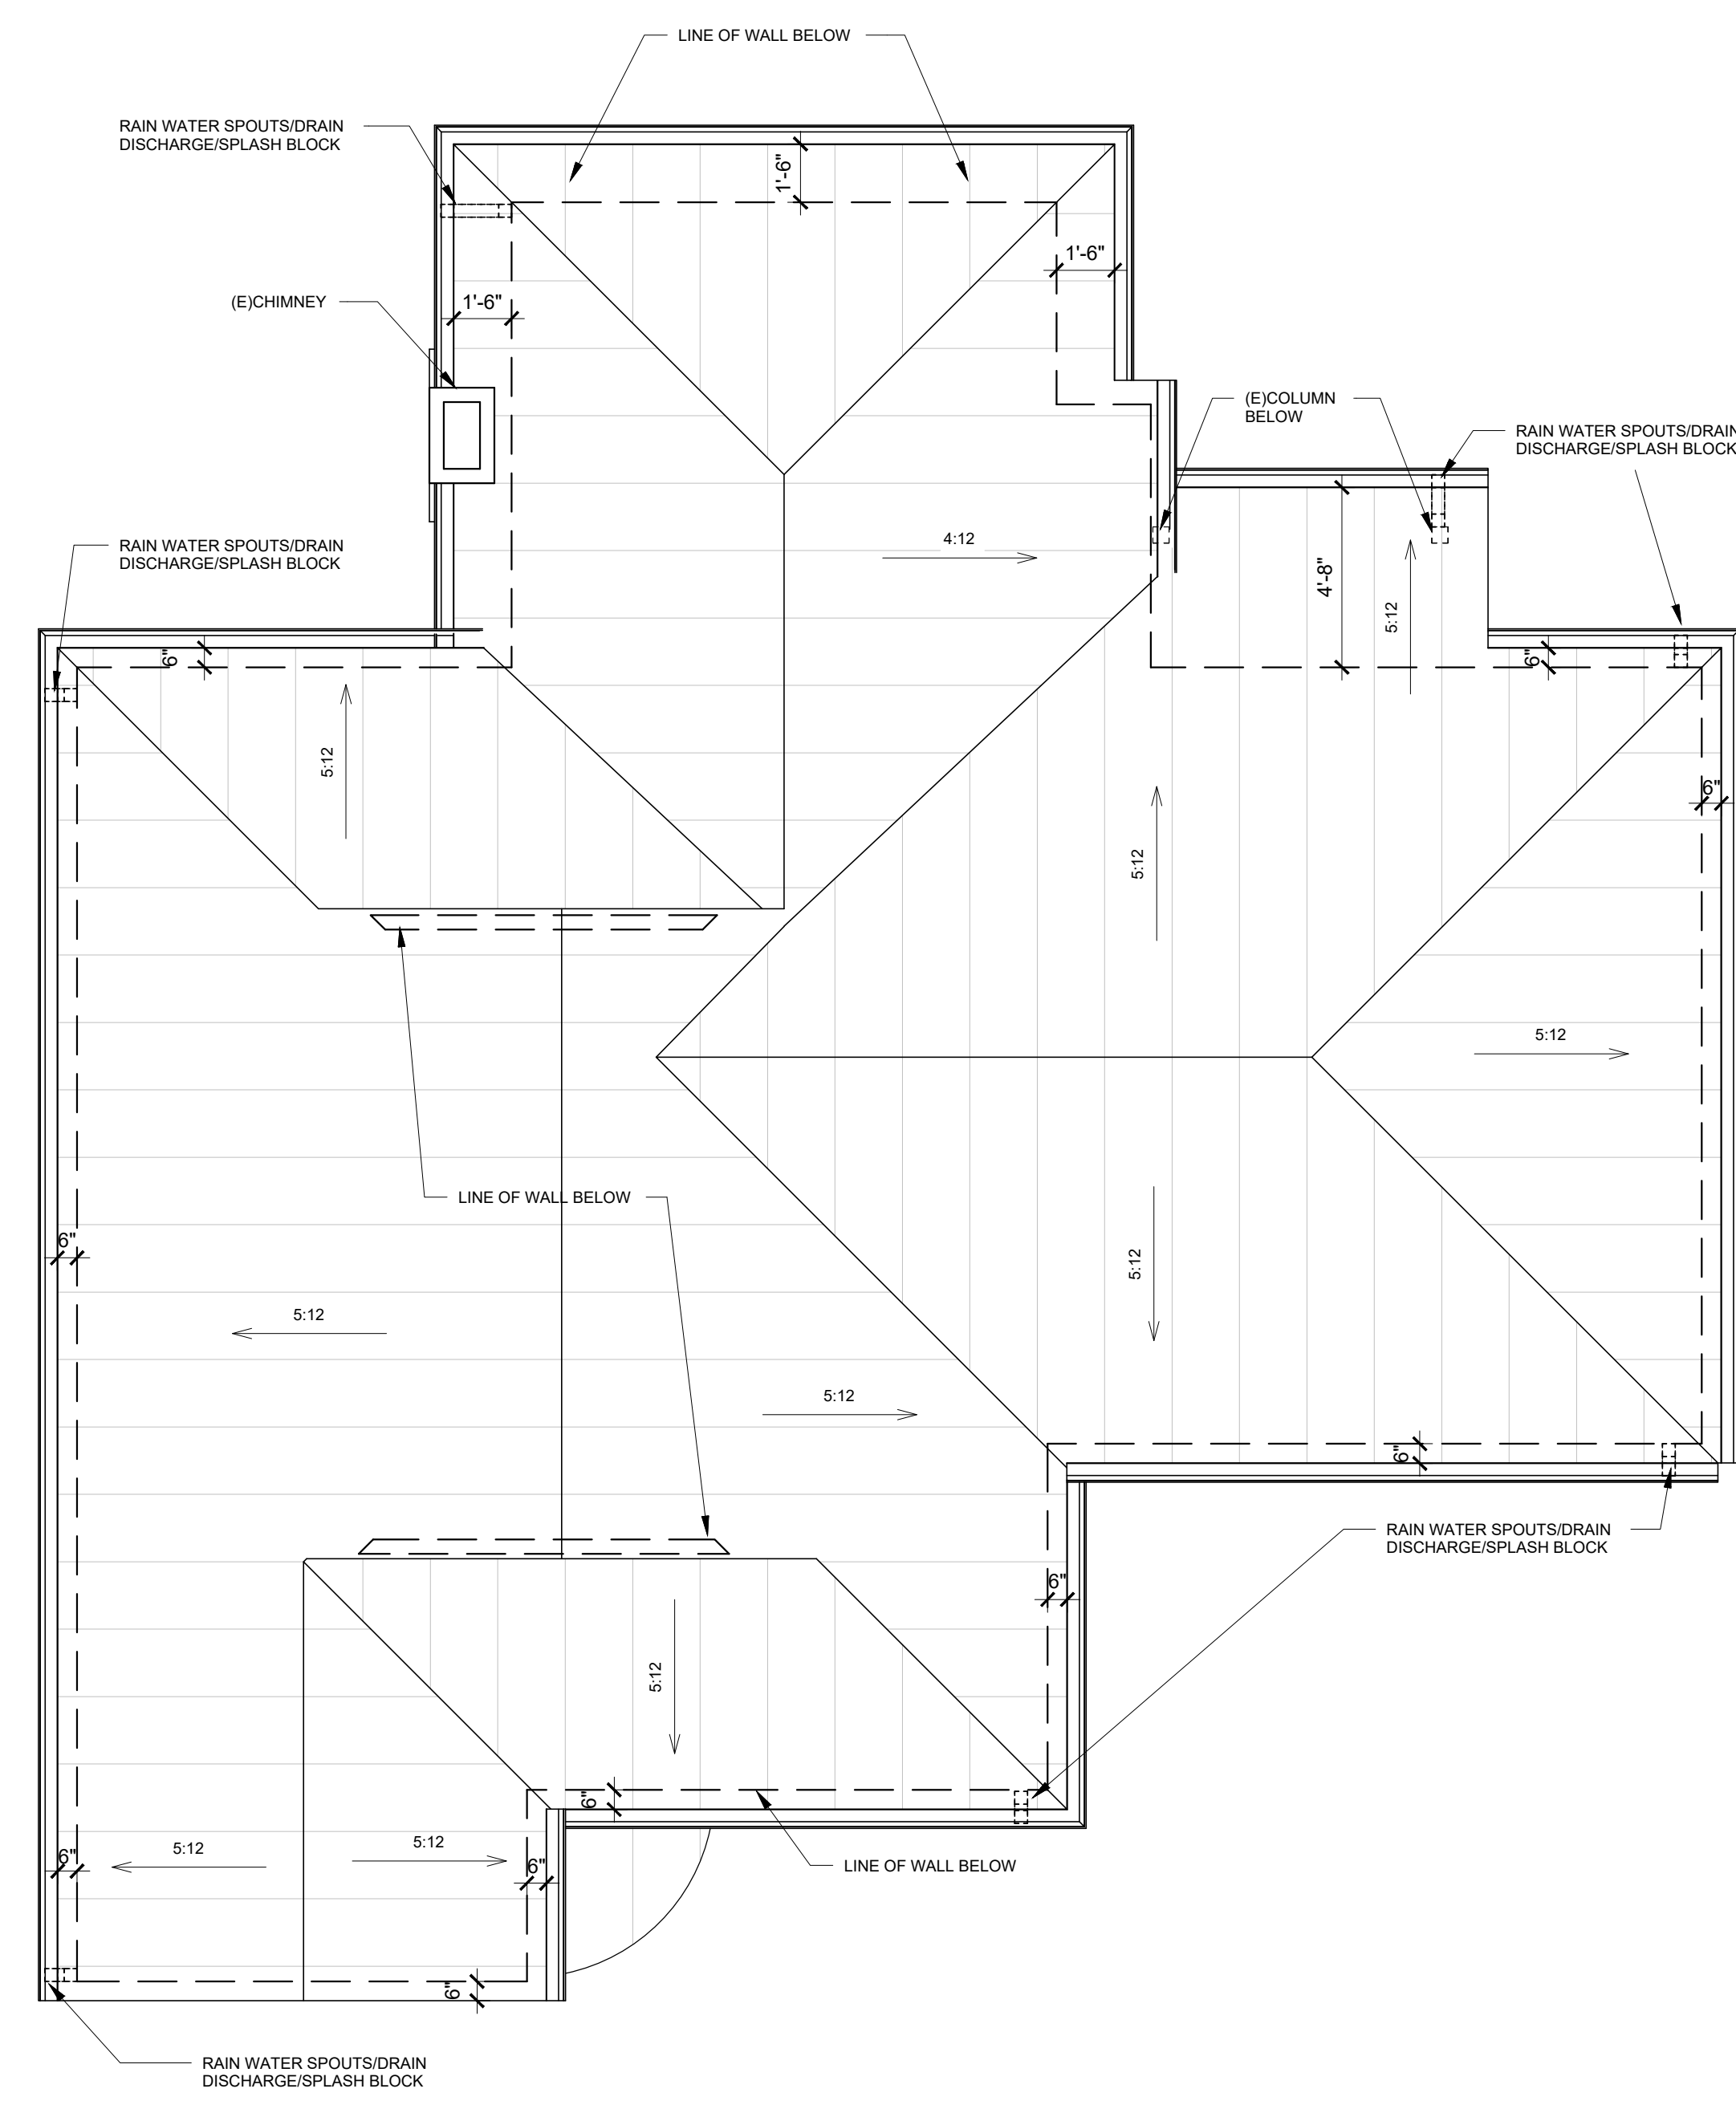 LINE OF WALL BELOW
RAIN WATER SPOUTS/DRAIN
DISCHARGE/SPLASH BLOCK
1'-6"
1'-6"
(E)CHIMNEY
1'-6"
(E)COLUMN
BELOW
RAIN WATER SPOUTS/DRAIN
DISCHARGE/SPLASH BLOCK
4:12
RAIN WATER SPOUTS/DRAIN
DISCHARGE/SPLASH BLOCK
4'-8"
5:12
6"
6"
5:12
6"
5:12
5:12
LINE OF WALL BELOW
6"
5:12
5:12
5:12
6"
RAIN WATER SPOUTS/DRAIN
DISCHARGE/SPLASH BLOCK
6"
5:12
6"
5:12
5:12
6"
6"
LINE OF WALL BELOW
6"
RAIN WATER SPOUTS/DRAIN
DISCHARGE/SPLASH BLOCK